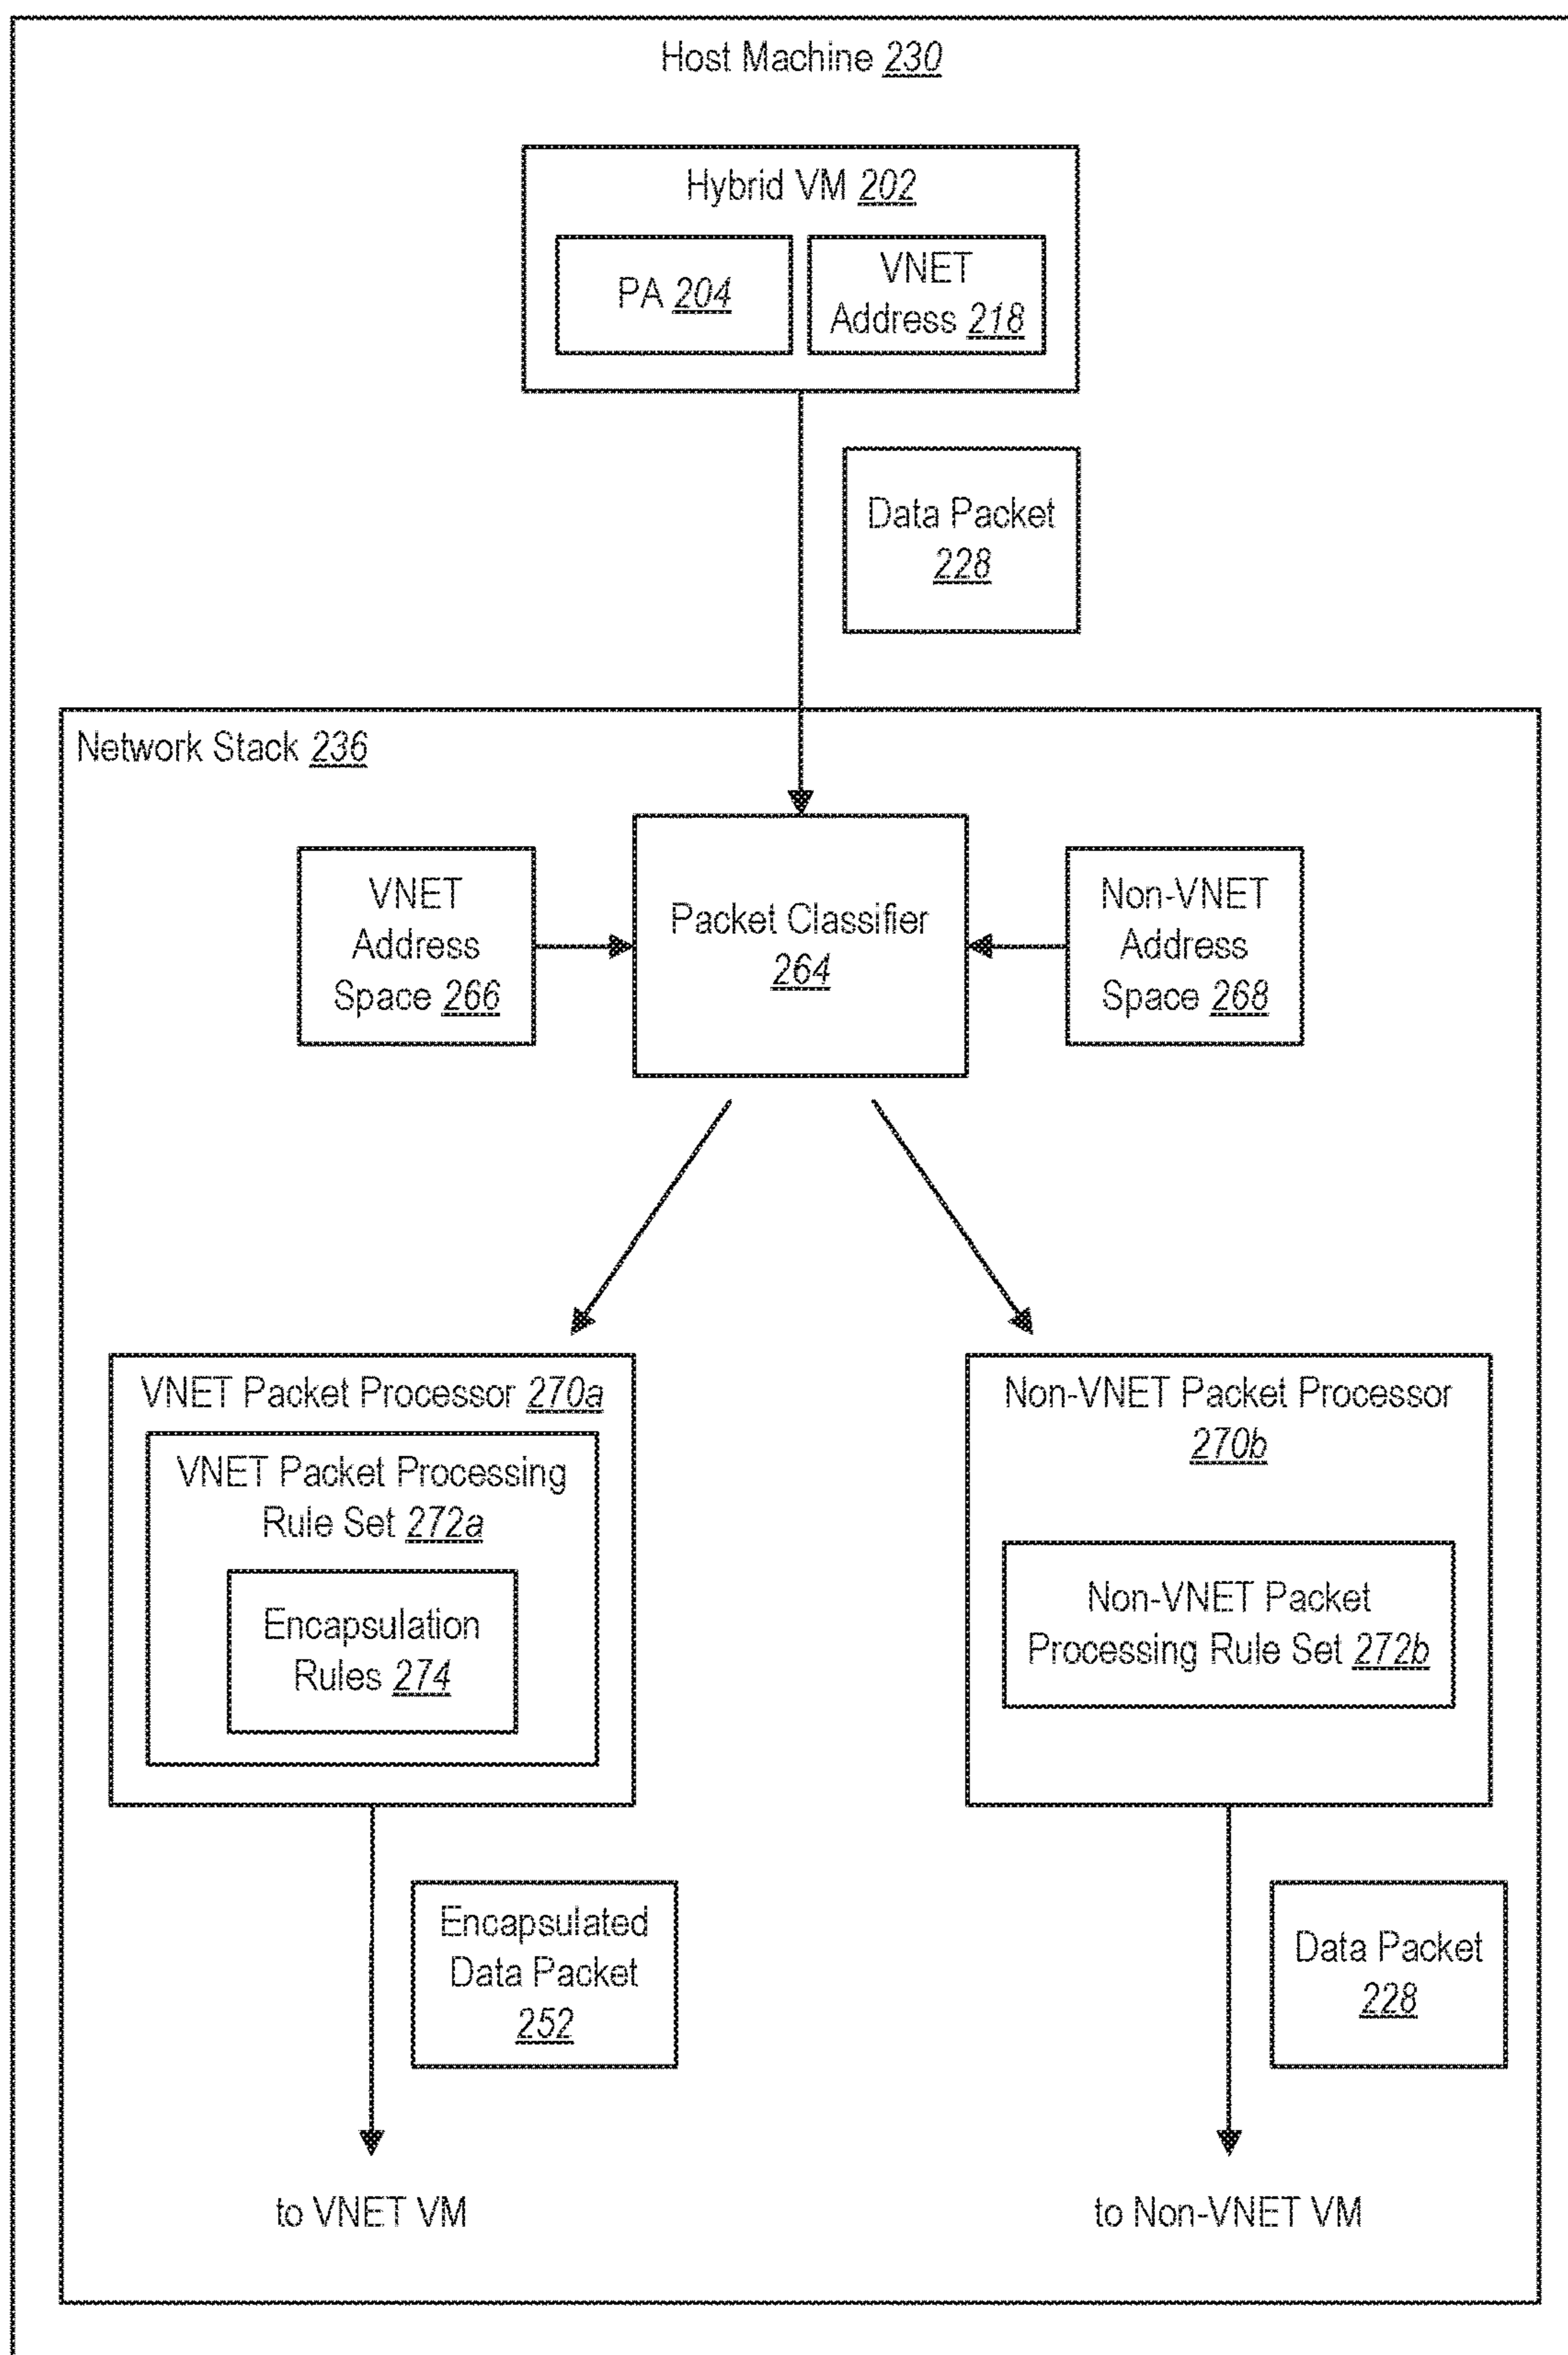 Host Machine 230
Hybrid VM 202
PA 204
VNET
Address 218
Data Packet
228
Network Stack 236
VNET
Address
Space 266
Packet Classifier
264
Non-VNET
Address
Space 268
VNET Packet Processor 270a
VNET Packet Processing
Rule Set 272a
Encapsulation
Rules 274
Non-VNET Packet Processor
270b
Non-VNET Packet
Processing Rule Set 272b
Encapsulated
Data Packet
252
Data Packet
228
to VNET VM
to Non-VNET VM